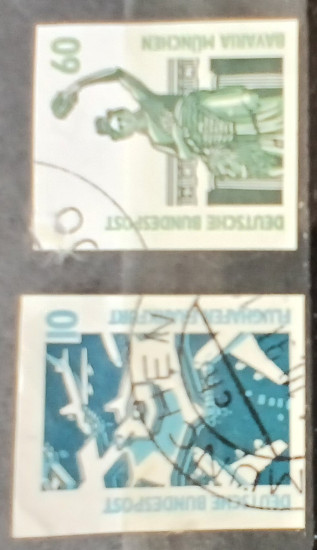 BAVARIA MÜNCHEN
60
DEUTSCHE BUNDESPOST
FLUGHAFEN FRANKFURT
10
DEUTSCHE BUNDESPOST